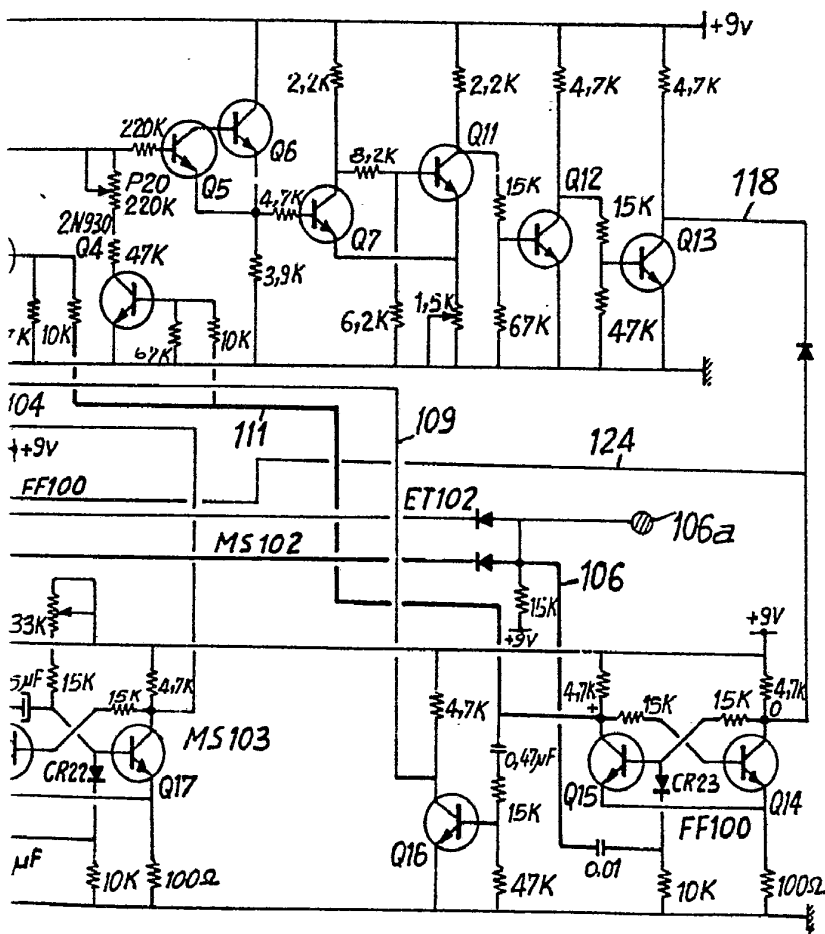 +9v
2,2K
2,2K
4,7K
4,7K
220K
Q6
Q11
P20
220K
Q5
8,2K
15K
Q12
118
2N930
Q4
47K
4,7K
Q7
15K
Q13
3,9K
10K
67K
10K
6,2K
1,5K
67K
47K
104
111
109
+9v
124
FF100
ET102
106a
MS102
106
15K
+9V
33K
+9V
15K
15K
4,7K
4,7K
4,7K
15K
15K
4,7K
+
0
MS103
0,47µF
CR22
Q17
Q15
CR23
Q14
15K
FF100
µF
Q16
0.01
10K
100Ω
47K
10K
100Ω